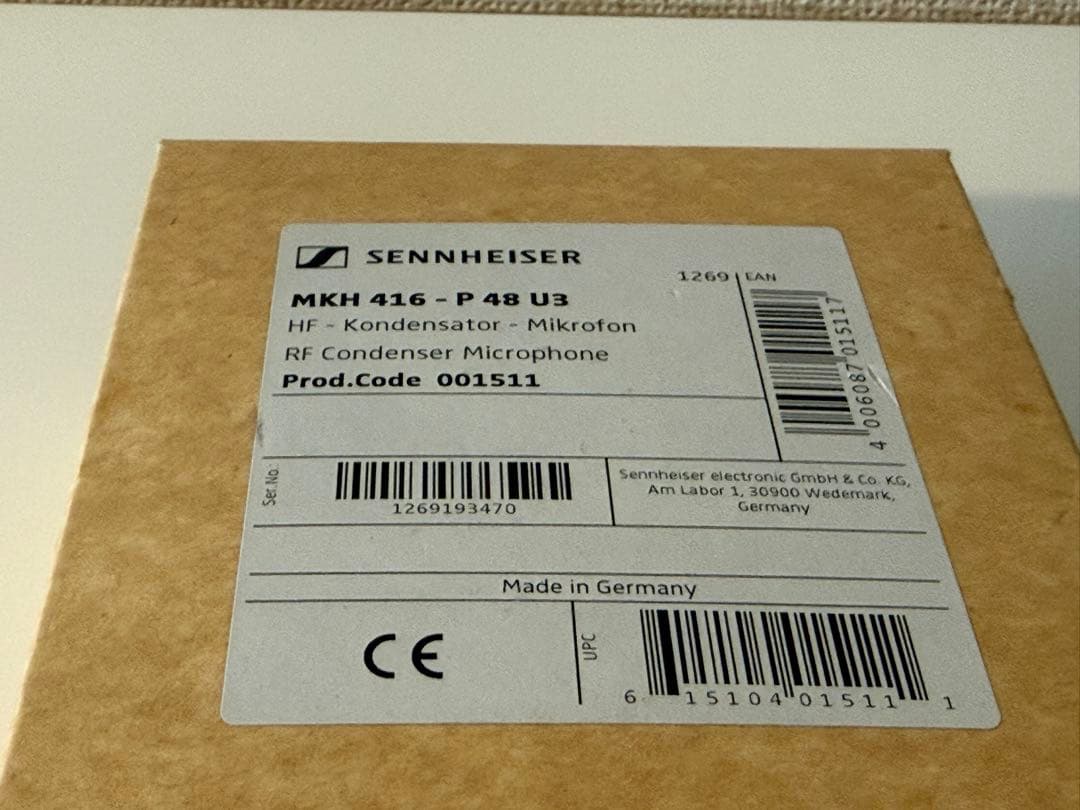 SENNHEISER
1269
EAN
MKH 416 - P 48 U3
HF - Kondensator - Mikrofon
RF Condenser Microphone
Prod.Code 001511
4 006087 015117
Ser.No.:
1269193470
Sennheiser electronic GmbH & Co. KG,
Am Labor 1, 30900 Wedemark,
Germany
Made in Germany
CE
UPC
6 15104 01511 1